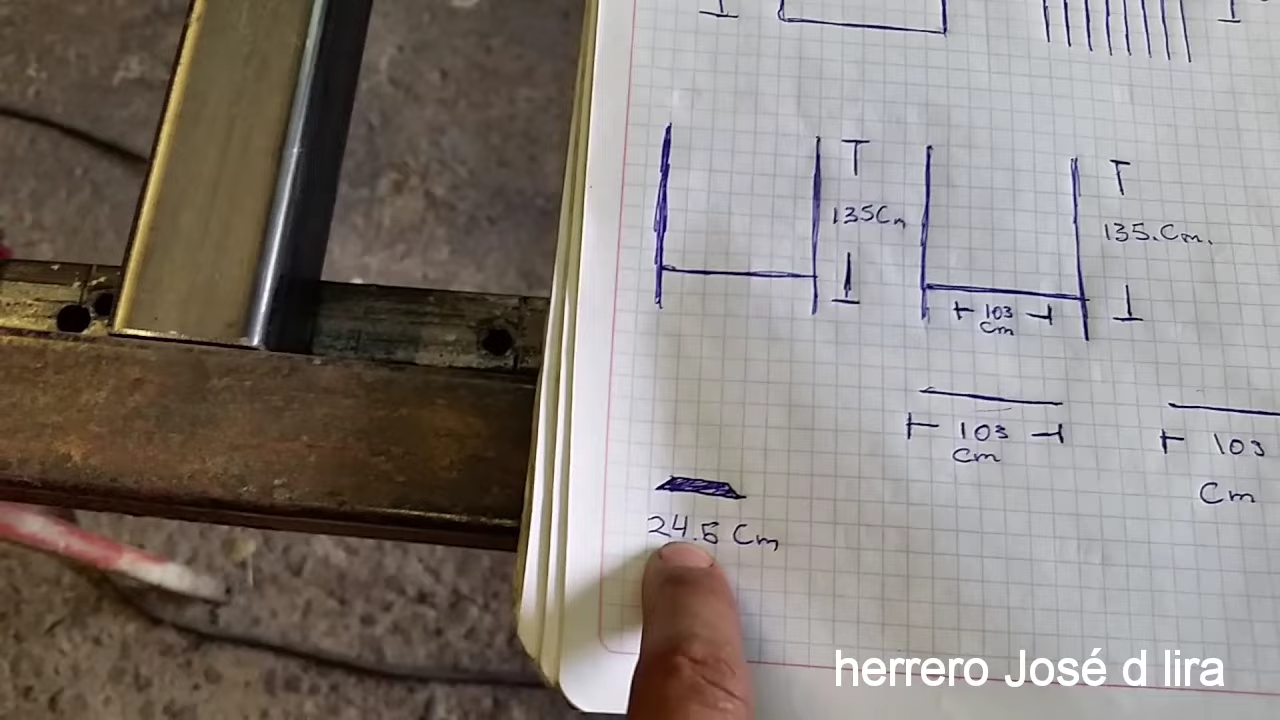 135Cm
135.Cm.
103
Cm
103
Cm
103
Cm
24.5 Cm
herrero José d lira